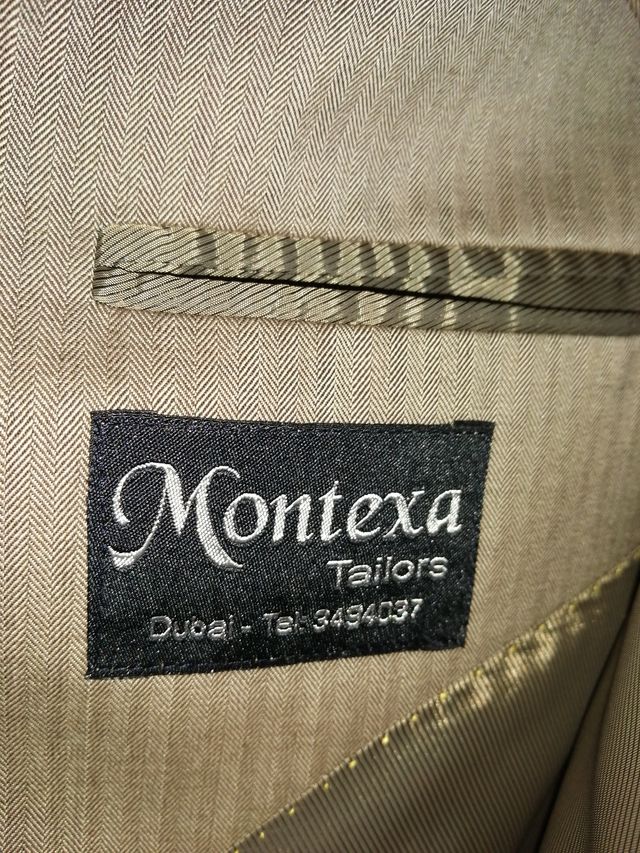 Montexa
Tailors
Dubai - Tel: 3494037